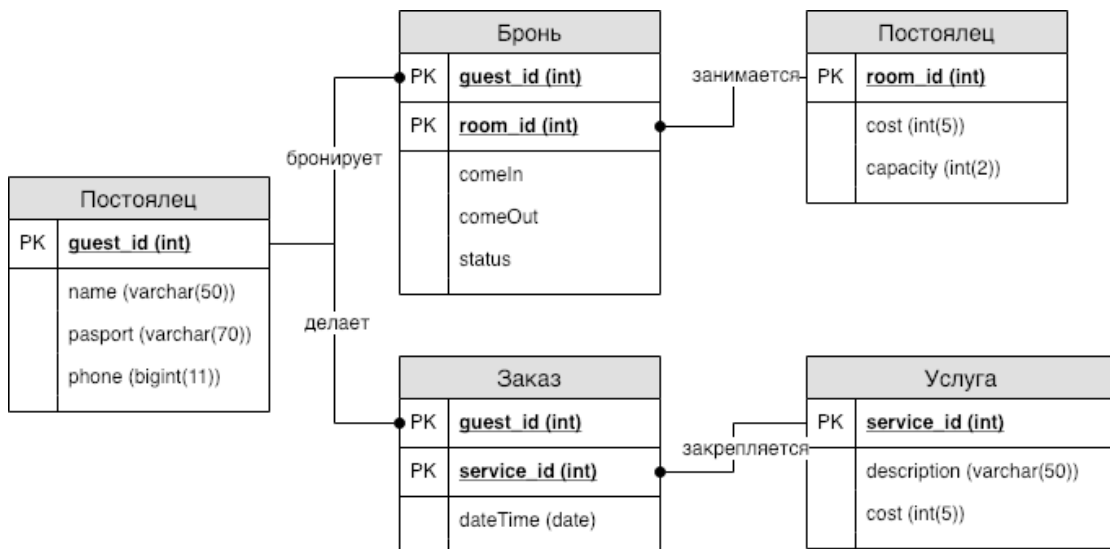 Бронь
PK guest_id (int)
PK room_id (int)
comeIn
comeOut
status
Постоялец
PK room_id (int)
cost (int(5))
capacity (int(2))
занимается
бронирует
Постоялец
PK guest_id (int)
name (varchar(50))
pasport (varchar(70))
phone (bigint(11))
делает
Заказ
PK guest_id (int)
PK service_id (int)
dateTime (date)
закрепляется
Услуга
PK service_id (int)
description (varchar(50))
cost (int(5))